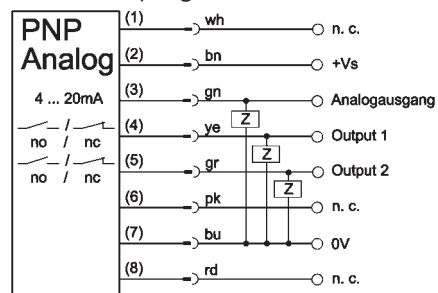 PNP
Analog
4 ... 20mA
no / nc
no / nc
(1) wh n. c.
(2) bn +Vs
(3) gn Analogausgang
Z
(4) ye Output 1
Z
(5) gr Output 2
Z
(6) pk n. c.
(7) bu 0V
(8) rd n. c.